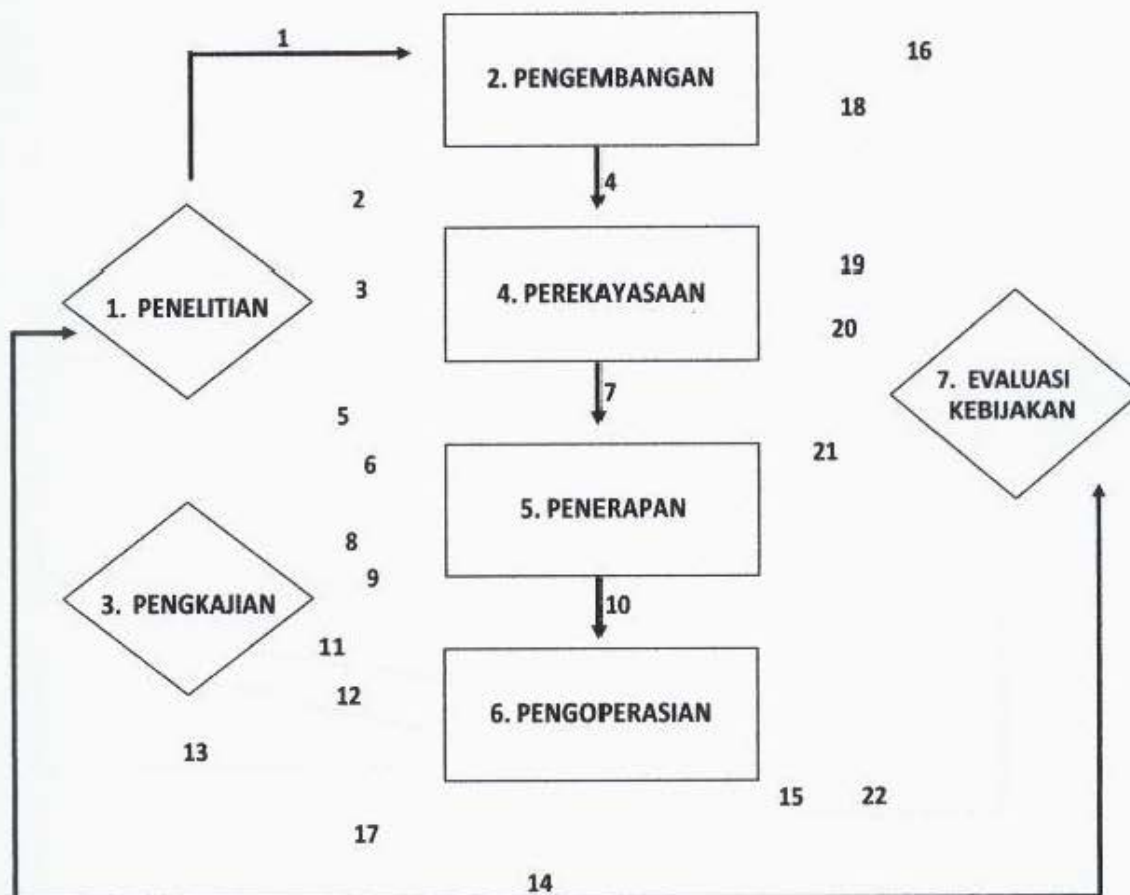 1
2. PENGEMBANGAN
16
18
4
2
1. PENELITIAN
3
4. PEREKAYASAAN
19
20
7. EVALUASI
KEBIJAKAN
7
5
6
21
5. PENERAPAN
8
9
3. PENGKAJIAN
10
11
12
6. PENGOPERASIAN
13
15
22
17
14